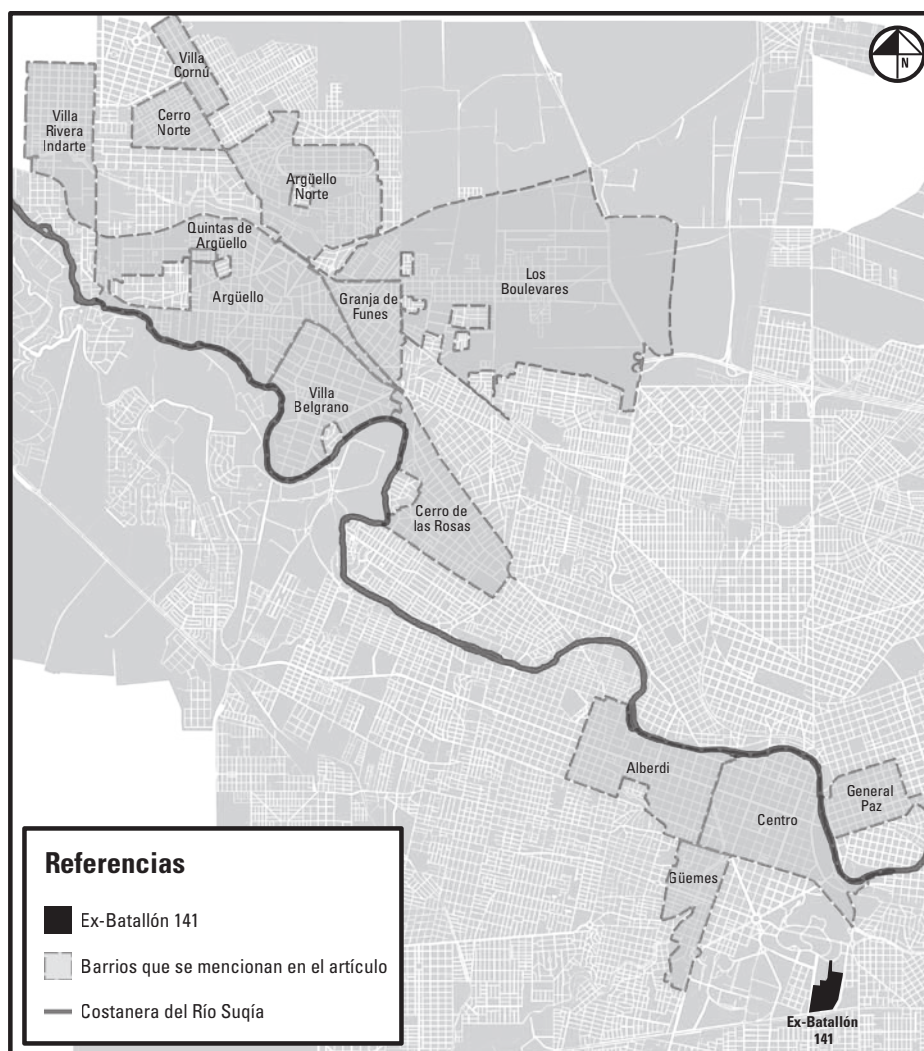 Villa
Cornú
N
Villa
Rivera
Indarte
Cerro
Norte
Argüello
Norte
Quintas de
Argüello
Argüello
Granja de
Funes
Los
Boulevares
Villa
Belgrano
Cerro de
las Rosas
Alberdi
General
Paz
Centro
Güemes
Ex-Batallón
141
Referencias
Ex-Batallón 141
Barrios que se mencionan en el artículo
Costanera del Río Suqía